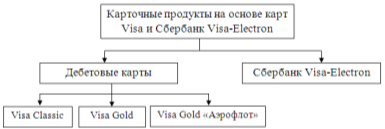 Карточные продукты на основе карт
Visa и Сбербанк Visa-Electron
Дебетовые карты
Сбербанк Visa-Electron
Visa Classic
Visa Gold
Visa Gold «Аэрофлот»